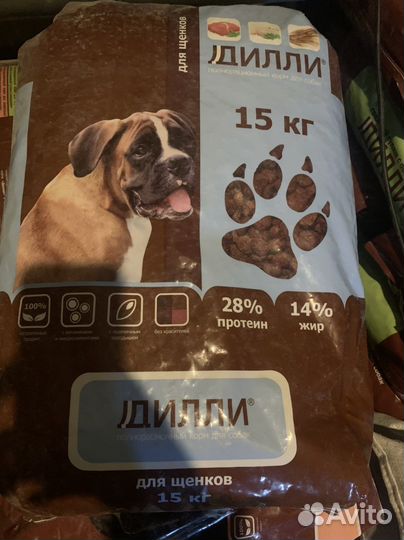 для щенков
ДИЛЛИ®
полнорационный корм для собак
15 кг
100%
без красителей
28%
протеин
14%
жир
ДИЛЛИ®
полнорационный корм для собак
для щенков
15 кг
ДИЛЛИ
Avito